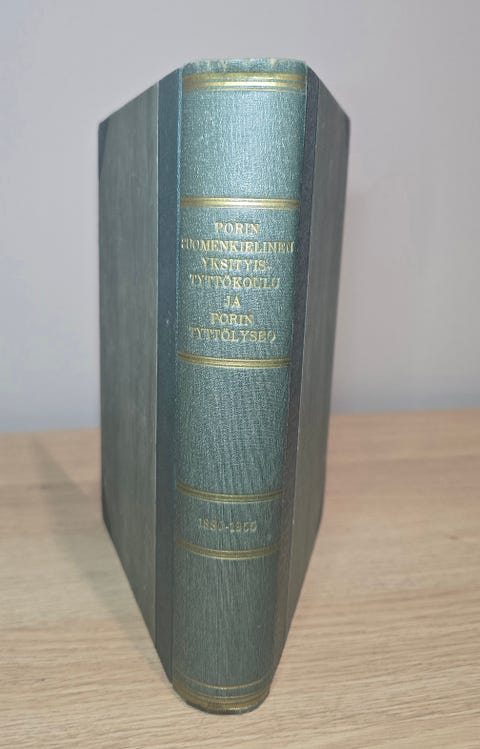 PORIN
SUOMENKIELINEN
YKSITYIS-
TYTTÖKOULU
JA
PORIN
TYTTÖLYSEO